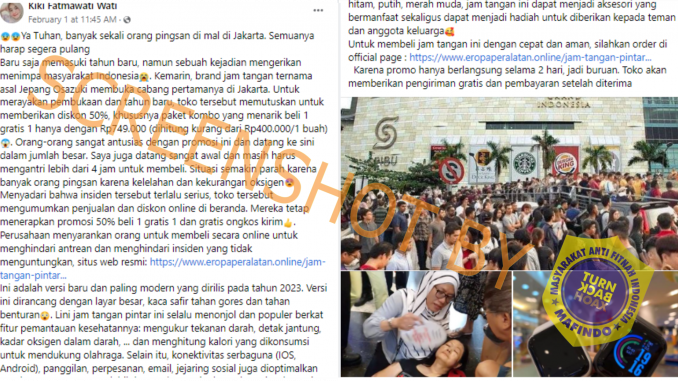 Kiki Fatmawati Wati
February 1 at 11:45 AM ·
Ya Tuhan, banyak sekali orang pingsan di mal di Jakarta. Semuanya
harap segera pulang
Baru saja memasuki tahun baru, namun sebuah kejadian mengerikan
menimpa masyarakat Indonesia. Kemarin, brand jam tangan ternama
asal Jepang membuka cabang pertamanya di Jakarta. Untuk
merayakan pembukaan dan tahun baru, toko tersebut memutuskan untuk
memberikan diskon 50%, khususnya paket kombo yang menarik beli 1
gratis 1 hanya dengan Rp749.000 (dihitung kurang dari Rp400.000/1 buah)
. Orang-orang sangat antusias dengan promosi ini dan datang ke sini
dalam jumlah besar. Saya juga datang sangat awal dan masih harus
mengantri lebih dari 4 jam untuk membeli. Situasi semakin parah karena
banyak orang pingsan karena kelelahan dan kekurangan oksigen
Menyadari bahwa insiden tersebut terlalu serius, toko tersebut
mengumumkan penjualan dan diskon online di beranda. Mereka tetap
menerapkan promosi 50% beli 1 gratis 1 dan gratis ongkos kirim.
Perusahaan menyarankan orang untuk membeli secara online untuk
menghindari antrean dan menghindari insiden yang tidak
menguntungkan, situs web resmi: https://www.eropaperalatan.online/jam-
tangan-pintar...
Ini adalah versi baru dan paling modern yang dirilis pada tahun 2023. Versi
ini dirancang dengan layar besar, kaca safir tahan gores dan tahan
benturan. Lini jam tangan pintar ini selalu menonjol dan populer berkat
fitur pemantauan kesehatannya: mengukur tekanan darah, detak jantung,
kadar oksigen dalam darah, ... dan menghitung kalori yang dikonsumsi
untuk mendukung olahraga. Selain itu, konektivitas serbaguna (IOS,
Android), panggilan, perpesanan, email, jejaring sosial juga dioptimalkan
hitam, putih, merah muda, jam tangan ini dapat menjadi aksesori yang
bermanfaat sekaligus dapat menjadi hadiah untuk diberikan kepada teman
dan anggota keluarga
Untuk membeli jam tangan ini dengan cepat dan aman, silahkan order di
official page : https://www.eropaperalatan.online/jam-tangan-pintar...
Karena promo hanya berlangsung selama 2 hari, jadi buruan. Toko akan
memberikan pengiriman gratis dan pembayaran setelah diterima
INDONESIA
STARBUCKS
BURGER
KING
SCREENSHOT BY
MASYARAKAT ANTI FITNAH INDONESIA
TURN
BACK
HOAX
MAFINDO